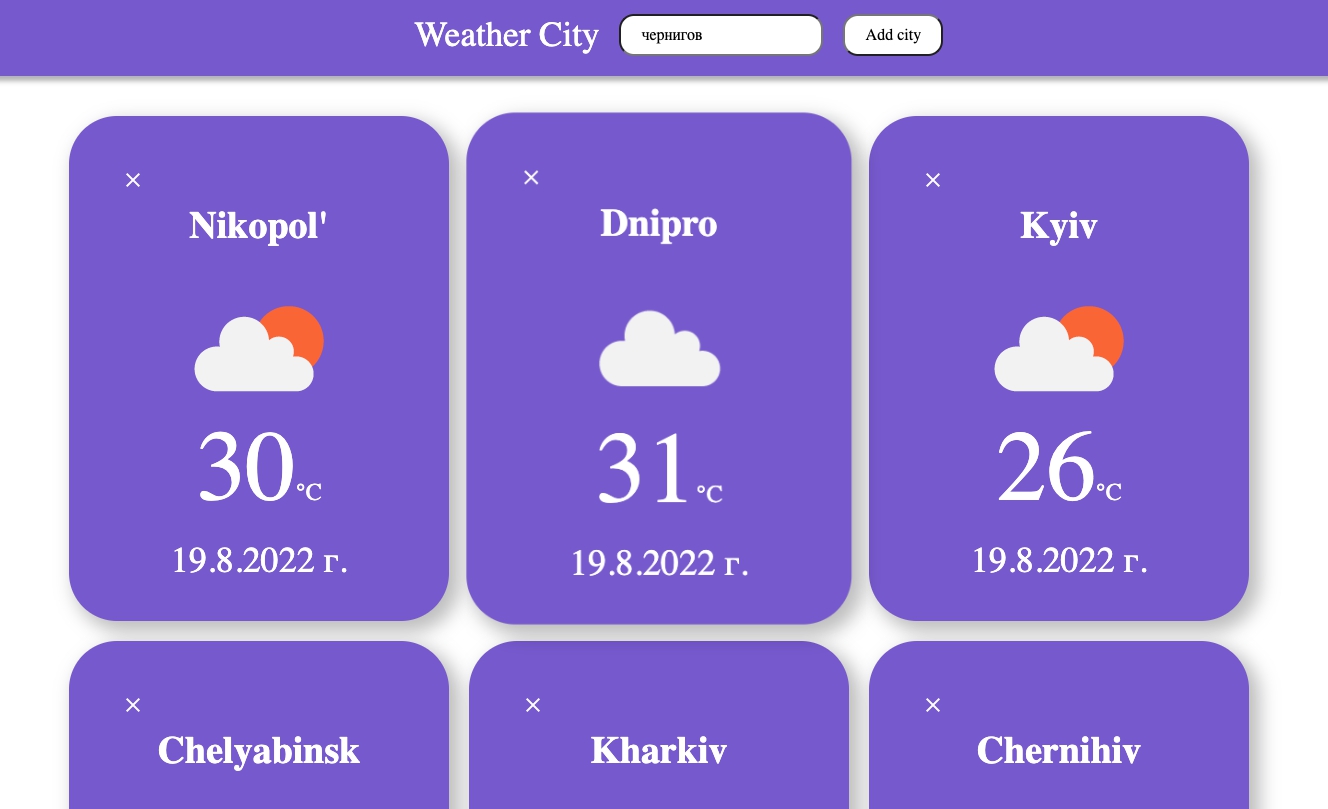 Weather City
чернигов
Add city
Nikopol'
Dnipro
Kyiv
30 °C
31 °C
26 °C
19.8.2022 г.
19.8.2022 г.
19.8.2022 г.
Chelyabinsk
Kharkiv
Chernihiv